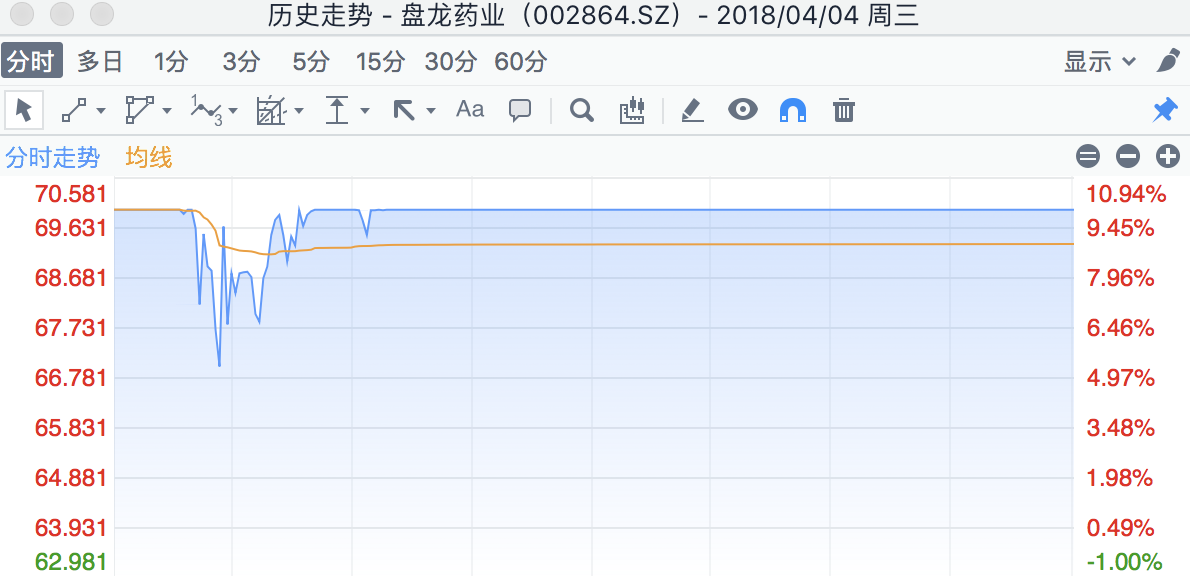 历史走势 - 盘龙药业（002864.SZ）- 2018/04/04 周三
分时 多日 1分 3分 5分 15分 30分 60分 显示
1 3 Aa
分时走势 均线
70.581 10.94%
69.631 9.45%
68.681 7.96%
67.731 6.46%
66.781 4.97%
65.831 3.48%
64.881 1.98%
63.931 0.49%
62.981 -1.00%